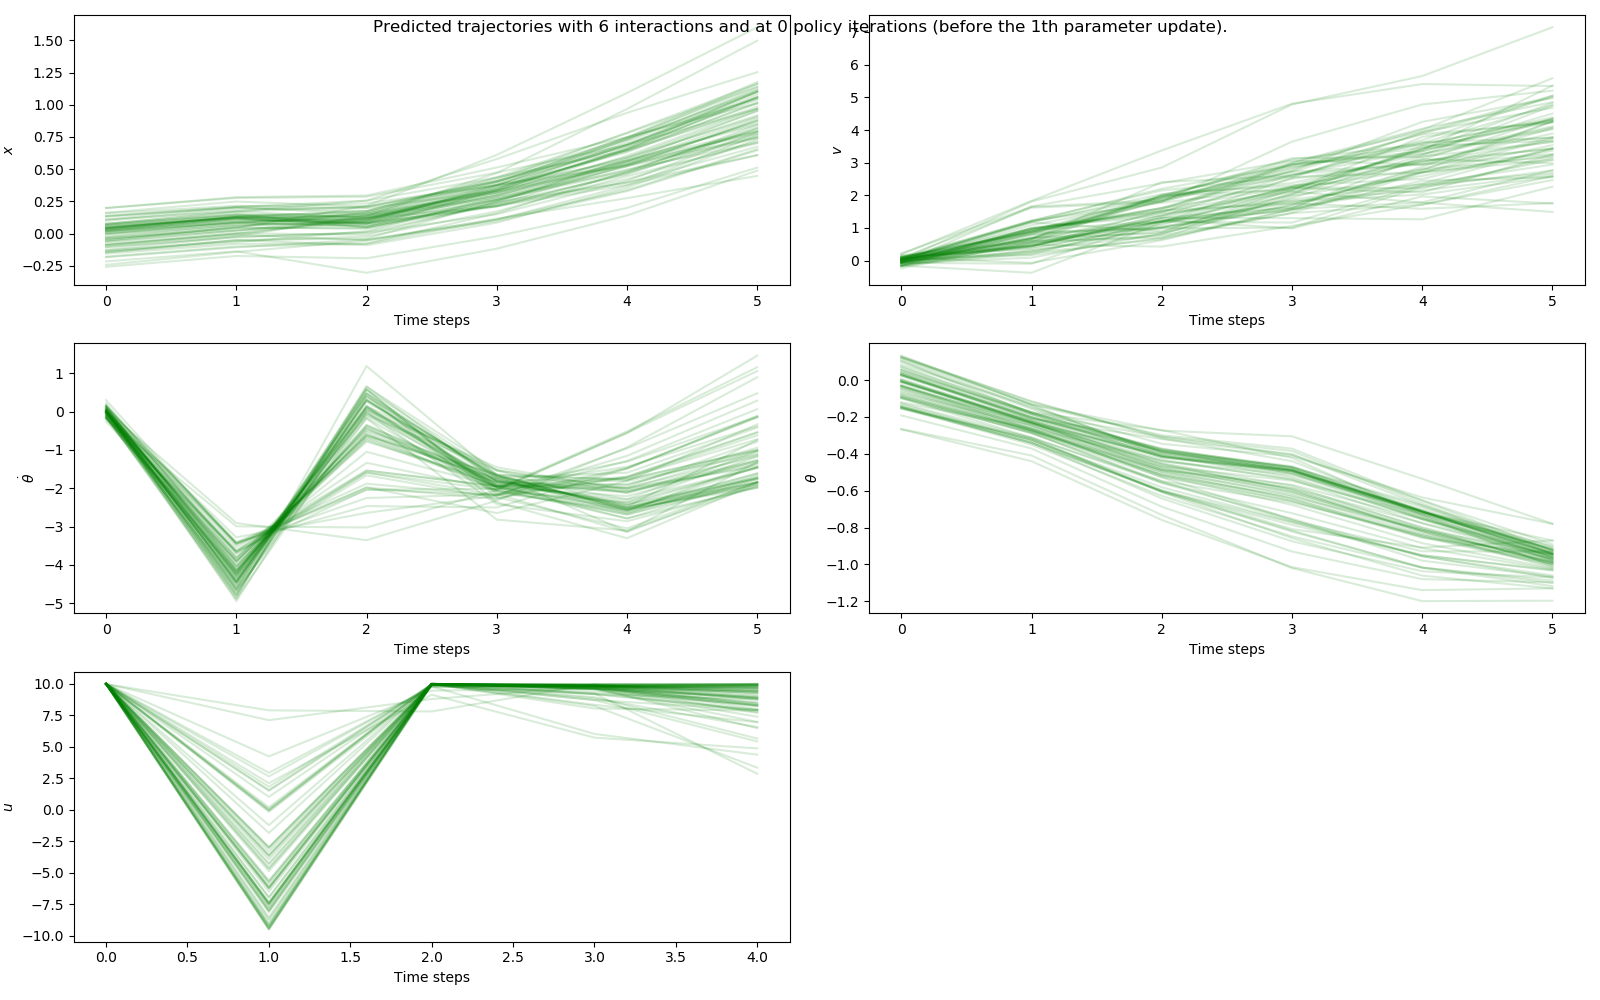 Predicted trajectories with 6 interactions and at 0 policy iterations (before the 1th parameter update).
1.50
1.25
1.00
0.75
0.50
0.25
0.00
−0.25
x
0 1 2 3 4 5
Time steps
7
6
5
4
3
2
1
0
v
0 1 2 3 4 5
Time steps
1
0
−1
−2
−3
−4
−5
θ̇
0 1 2 3 4 5
Time steps
0.0
−0.2
−0.4
−0.6
−0.8
−1.0
−1.2
θ
0 1 2 3 4 5
Time steps
10.0
7.5
5.0
2.5
0.0
−2.5
−5.0
−7.5
−10.0
u
0.0 0.5 1.0 1.5 2.0 2.5 3.0 3.5 4.0
Time steps